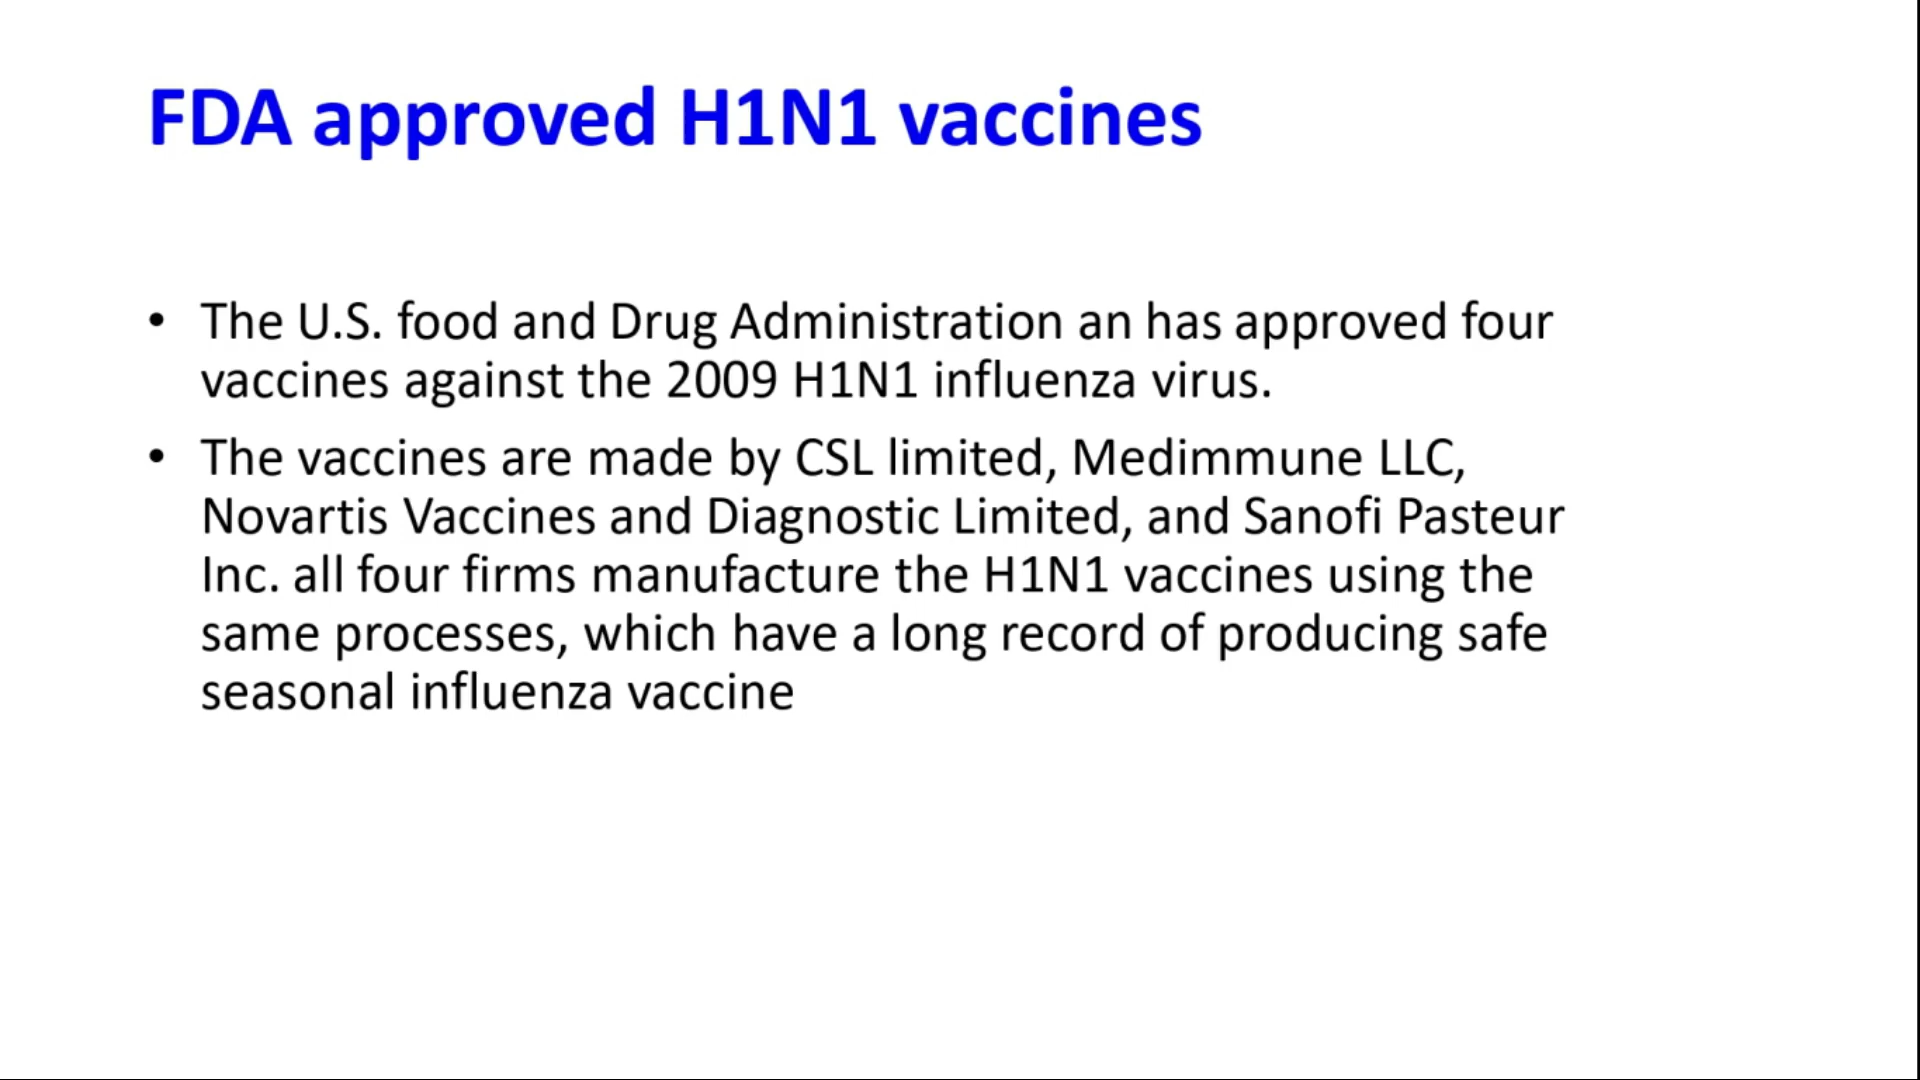 FDA approved H1N1 vaccines
• The U.S. food and Drug Administration an has approved four
vaccines against the 2009 H1N1 influenza virus.
• The vaccines are made by CSL limited, Medimmune LLC,
Novartis Vaccines and Diagnostic Limited, and Sanofi Pasteur
Inc. all four firms manufacture the H1N1 vaccines using the
same processes, which have a long record of producing safe
seasonal influenza vaccine